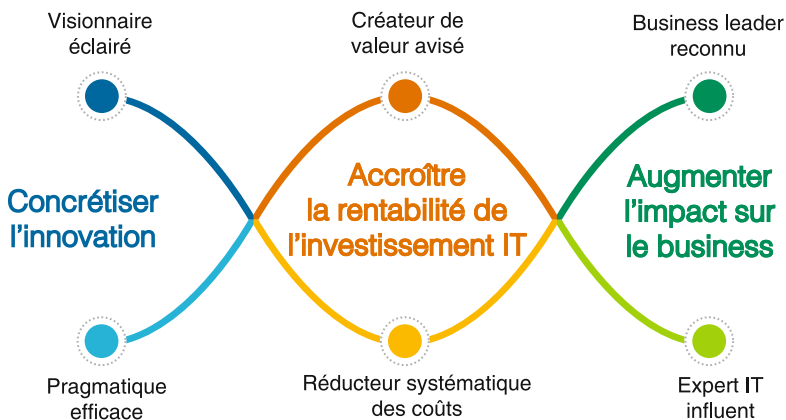 Visionnaire
éclairé
Créateur de
valeur avisé
Business leader
reconnu
Concrétiser
l'innovation
Accroître
la rentabilité de
l'investissement IT
Augmenter
l'impact sur
le business
Pragmatique
efficace
Réducteur systématique
des coûts
Expert IT
influent